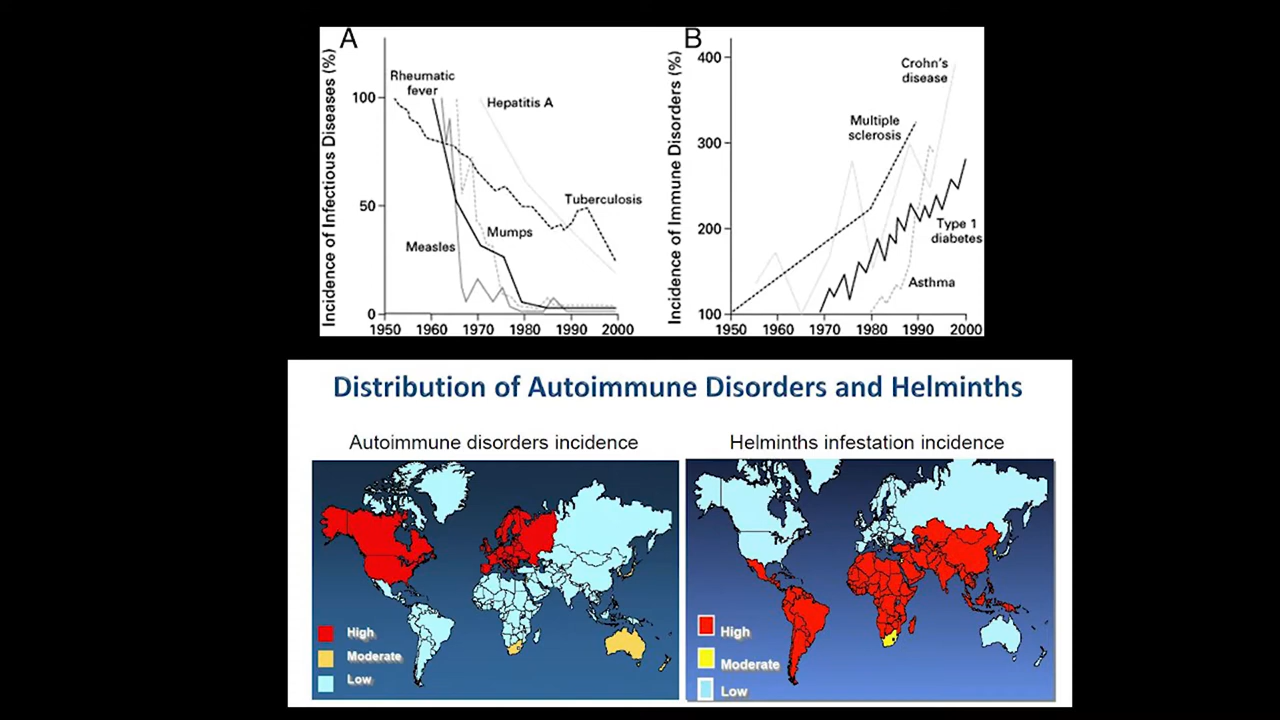 A
Incidence of Infectious Diseases (%)
100
50
0
Rheumatic
fever
Hepatitis A
Tuberculosis
Mumps
Measles
1950 1960 1970 1980 1990 2000
B
Incidence of Immune Disorders (%)
400
300
200
100
Crohn's
disease
Multiple
sclerosis
Type 1
diabetes
Asthma
1950 1960 1970 1980 1990 2000
Distribution of Autoimmune Disorders and Helminths
Autoimmune disorders incidence
High
Moderate
Low
Helminths infestation incidence
High
Moderate
Low